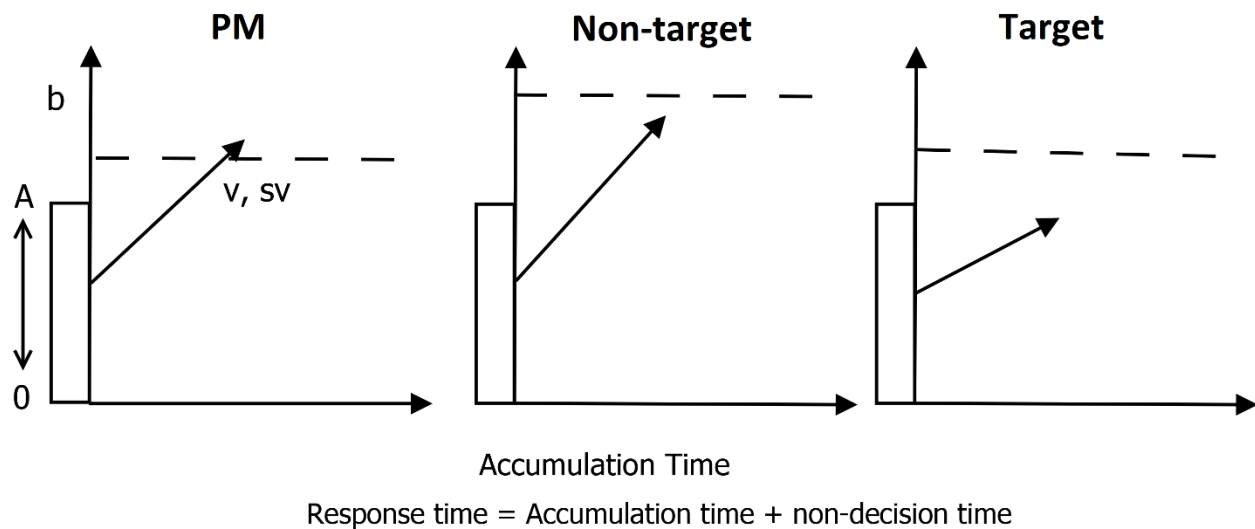 PM
Non-target
Target
b
v, sv
A
0
Accumulation Time
Response time = Accumulation time + non-decision time